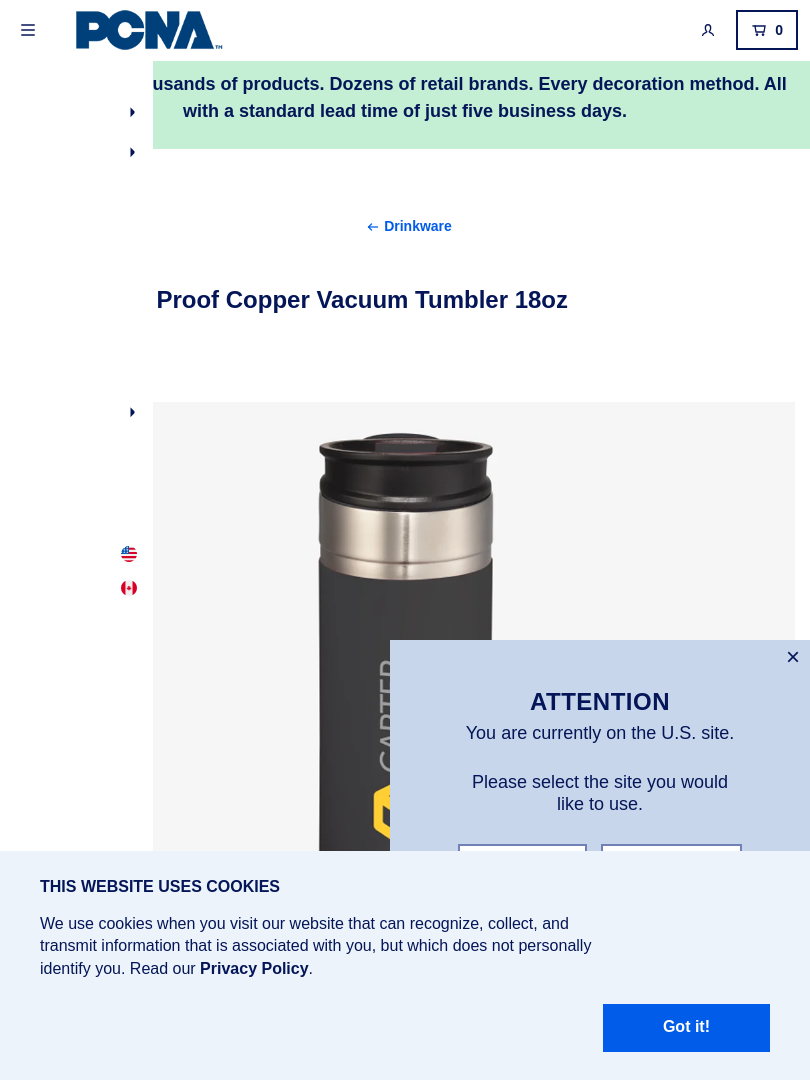 PCNA™
0
usands of products. Dozens of retail brands. Every decoration method. All
with a standard lead time of just five business days.
← Drinkware
Proof Copper Vacuum Tumbler 18oz
CARTER
ATTENTION
You are currently on the U.S. site.
Please select the site you would
like to use.
THIS WEBSITE USES COOKIES
We use cookies when you visit our website that can recognize, collect, and
transmit information that is associated with you, but which does not personally
identify you. Read our Privacy Policy.
Got it!